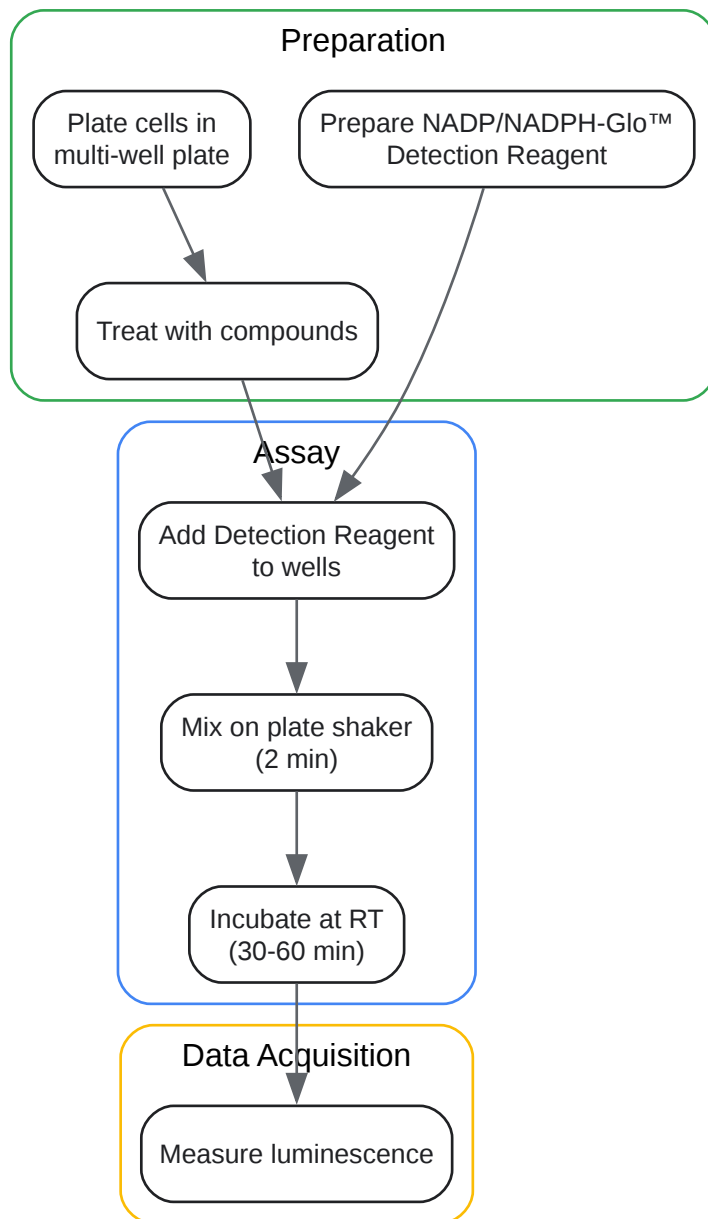 Preparation
Plate cells in
multi-well plate
Prepare NADP/NADPH-Glo™
Detection Reagent
Treat with compounds
Assay
Add Detection Reagent
to wells
Mix on plate shaker
(2 min)
Incubate at RT
(30-60 min)
Data Acquisition
Measure luminescence